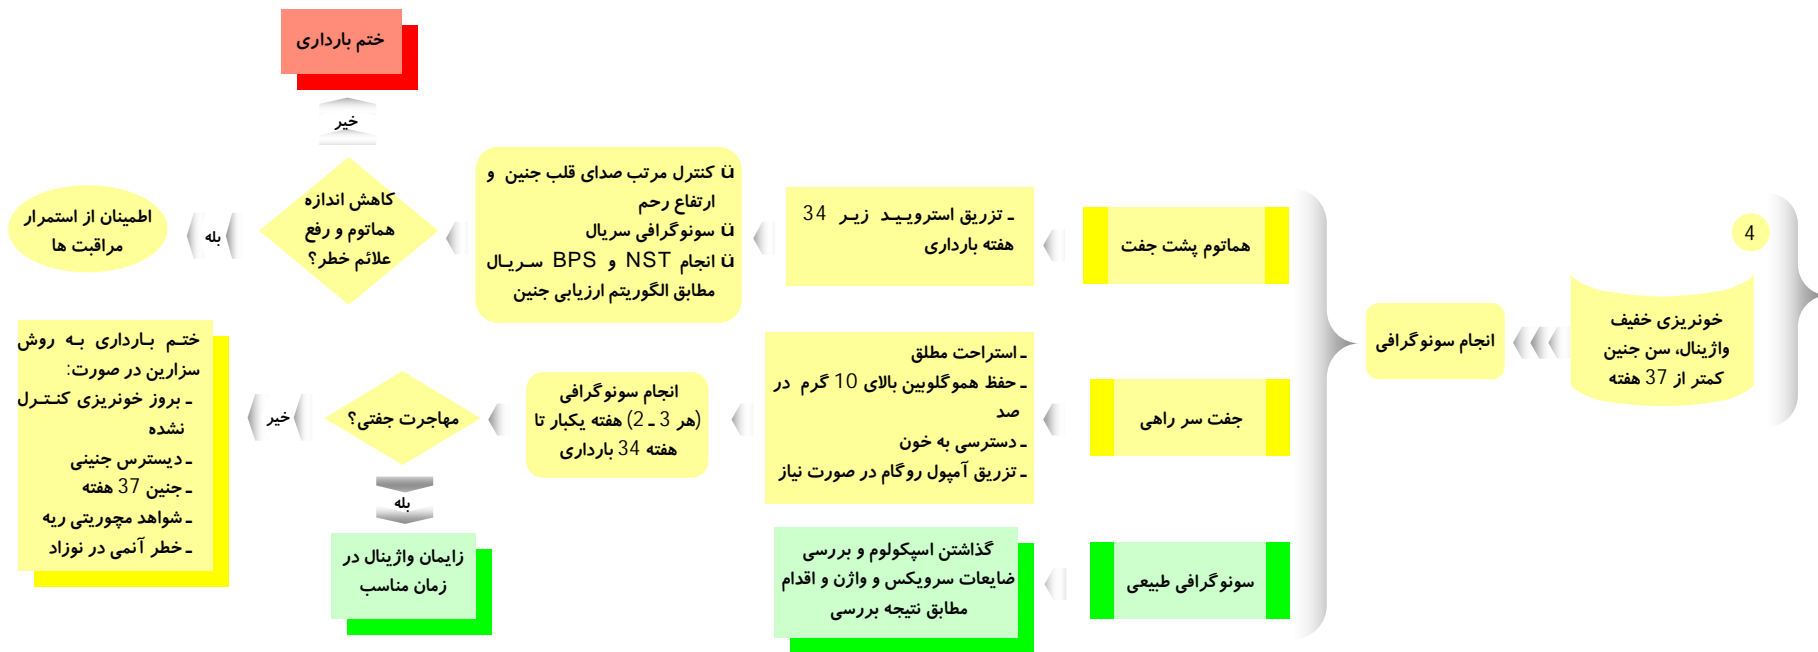 4
خونریزی خفیف
واژینال، سن جنین
کمتر از 37 هفته
انجام سونوگرافی
هماتوم پشت جفت
ـ تزریق استرویید زیر 34
هفته بارداری
ü کنترل مرتب صدای قلب جنین و
ارتفاع رحم
ü سونوگرافی سریال
ü انجام NST و BPS سریال
مطابق الگوریتم ارزیابی جنین
کاهش اندازه
هماتوم و رفع
علائم خطر؟
خیر
ختم بارداری
بله
اطمینان از استمرار
مراقبت ها
جفت سر راهی
ـ استراحت مطلق
ـ حفظ هموگلوبین بالای 10 گرم در
صد
ـ دسترسی به خون
ـ تزریق آمپول روگام در صورت نیاز
انجام سونوگرافی
(هر 3 ـ 2) هفته یکبار تا
هفته 34 بارداری
مهاجرت جفتی؟
خیر
ختم بارداری به روش
سزارین در صورت:
ـ بروز خونریزی کنترل
نشده
ـ دیسترس جنینی
ـ جنین 37 هفته
ـ شواهد مچوریتی ریه
ـ خطر آنمی در نوزاد
بله
زایمان واژینال در
زمان مناسب
سونوگرافی طبیعی
گذاشتن اسپکولوم و بررسی
ضایعات سرویکس و واژن و اقدام
مطابق نتیجه بررسی